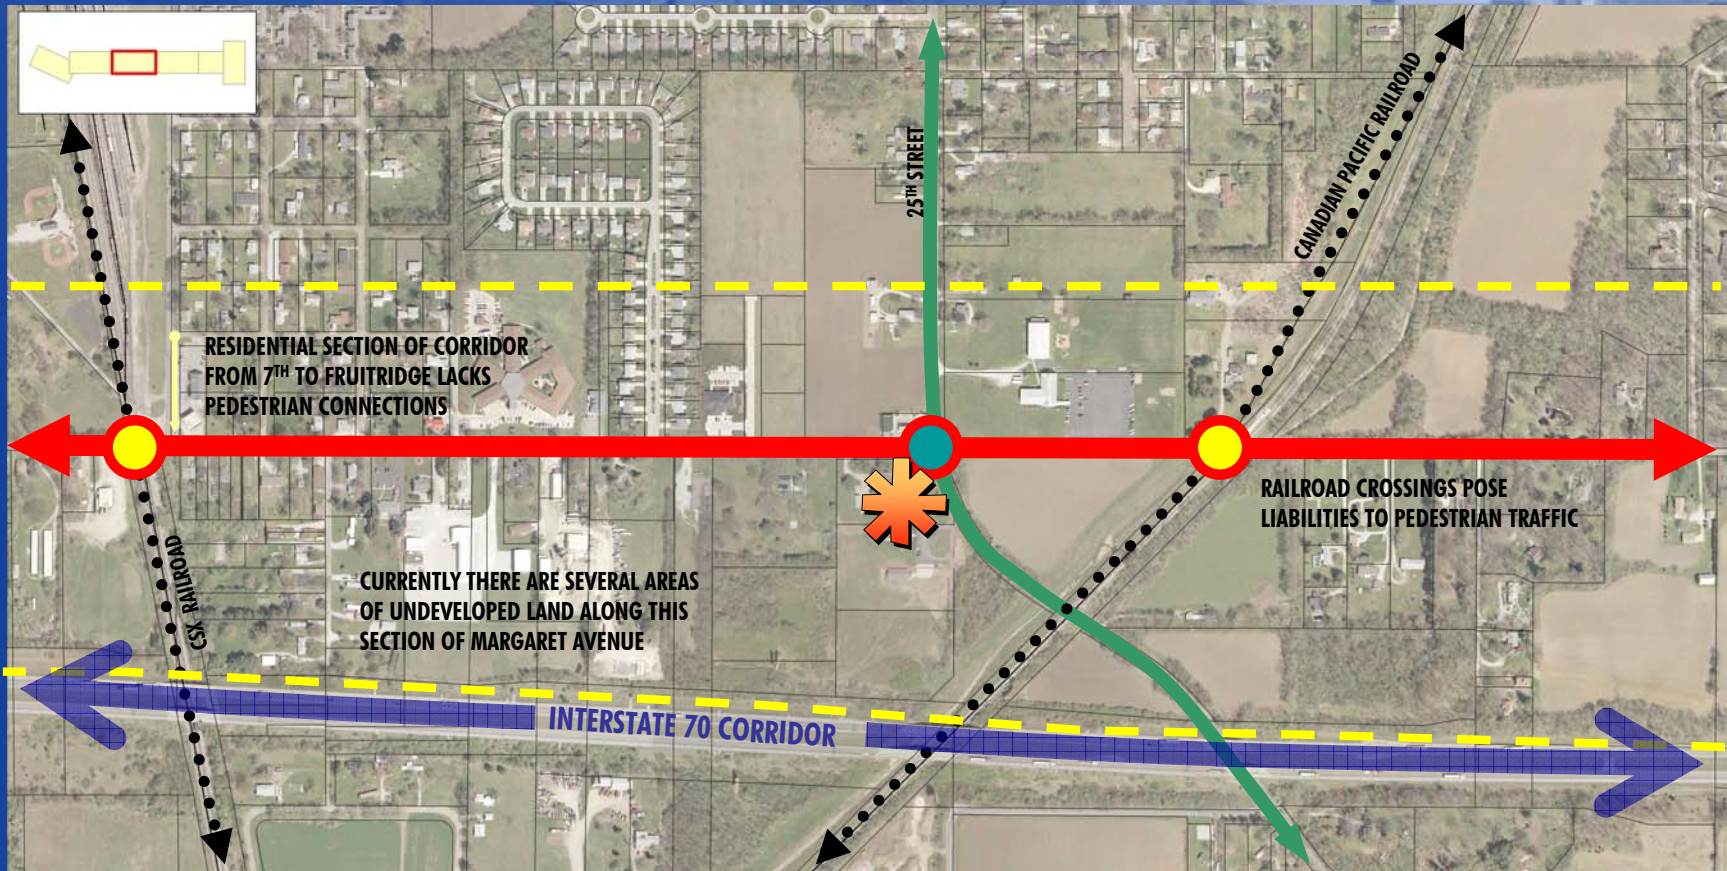 25TH STREET
CANADIAN PACIFIC RAILROAD
RESIDENTIAL SECTION OF CORRIDOR
FROM 7TH TO FRUITRIDGE LACKS
PEDESTRIAN CONNECTIONS
RAILROAD CROSSINGS POSE
LIABILITIES TO PEDESTRIAN TRAFFIC
CSX RAILROAD
CURRENTLY THERE ARE SEVERAL AREAS
OF UNDEVELOPED LAND ALONG THIS
SECTION OF MARGARET AVENUE
INTERSTATE 70 CORRIDOR